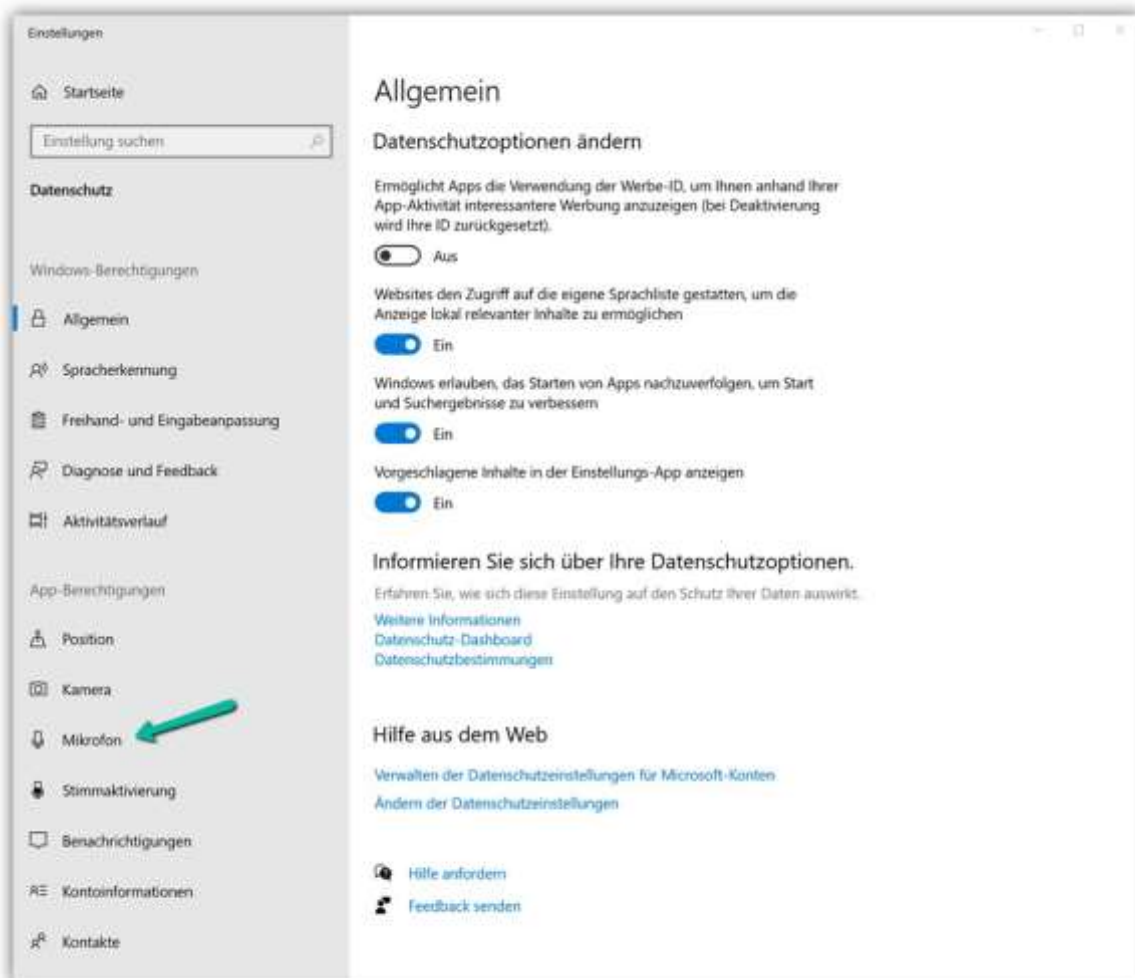 Einstellungen
Startseite
Einstellung suchen
Datenschutz
Windows-Berechtigungen
Allgemein
Spracherkennung
Freihand- und Eingabeanpassung
Diagnose und Feedback
Aktivitätsverlauf
App-Berechtigungen
Position
Kamera
Mikrofon
Stimmaktivierung
Benachrichtigungen
Kontoinformationen
Kontakte
Allgemein
Datenschutzoptionen ändern
Ermöglicht Apps die Verwendung der Werbe-ID, um Ihnen anhand Ihrer
App-Aktivität interessantere Werbung anzuzeigen (bei Deaktivierung
wird Ihre ID zurückgesetzt).
Aus
Websites den Zugriff auf die eigene Sprachliste gestatten, um die
Anzeige lokal relevanter Inhalte zu ermöglichen
Ein
Windows erlauben, das Starten von Apps nachzuverfolgen, um Start
und Suchergebnisse zu verbessern
Ein
Vorgeschlagene Inhalte in der Einstellungs-App anzeigen
Ein
Informieren Sie sich über Ihre Datenschutzoptionen.
Erfahren Sie, wie sich diese Einstellung auf den Schutz Ihrer Daten auswirkt.
Weitere Informationen
Datenschutz-Dashboard
Datenschutzbestimmungen
Hilfe aus dem Web
Verwalten der Datenschutzeinstellungen für Microsoft-Konten
Ändern der Datenschutzeinstellungen
Hilfe anfordern
Feedback senden